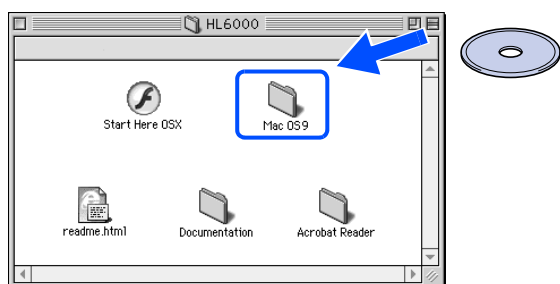 HL6000
Start Here OSX
Mac OS9
readme.html
Documentation
Acrobat Reader